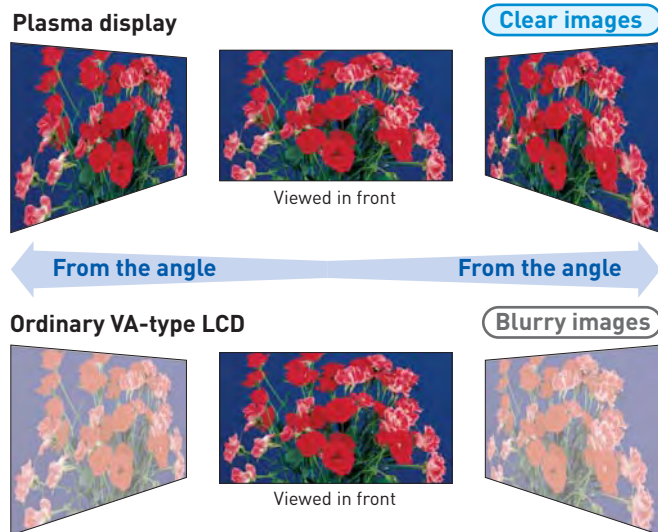 Plasma display
Clear images
Viewed in front
From the angle
From the angle
Ordinary VA-type LCD
Blurry images
Viewed in front